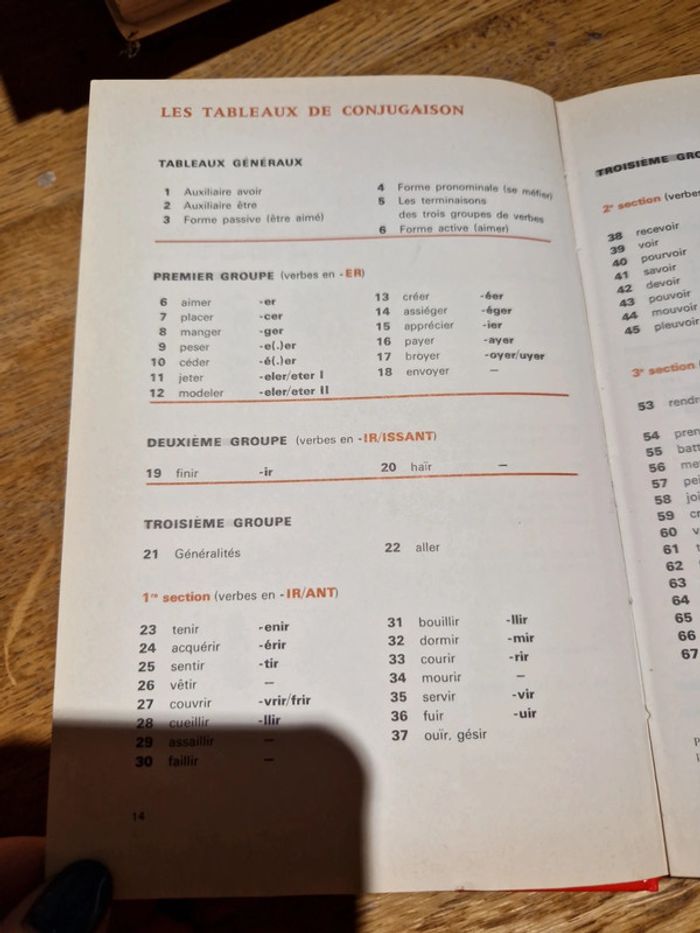 LES TABLEAUX DE CONJUGAISON
TABLEAUX GÉNÉRAUX
1 Auxiliaire avoir
2 Auxiliaire être
3 Forme passive (être aimé)
4 Forme pronominale (se méfier)
5 Les terminaisons
des trois groupes de verbes
6 Forme active (aimer)
PREMIER GROUPE (verbes en -ER)
6 aimer -er
7 placer -cer
8 manger -ger
9 peser -e(.)er
10 céder -é(.)er
11 jeter -eler/eter I
12 modeler -eler/eter II
13 créer -éer
14 assiéger -éger
15 apprécier -ier
16 payer -ayer
17 broyer -oyer/uyer
18 envoyer –
DEUXIÈME GROUPE (verbes en -IR/ISSANT)
19 finir -ir
20 haïr –
TROISIÈME GROUPE
21 Généralités
22 aller
1re section (verbes en -IR/ANT)
23 tenir -enir
24 acquérir -érir
25 sentir -tir
26 vêtir –
27 couvrir -vrir/frir
28 cueillir -llir
29 assaillir –
30 faillir –
31 bouillir -llir
32 dormir -mir
33 courir -rir
34 mourir –
35 servir -vir
36 fuir -uir
37 ouïr, gésir
14
TROISIÈME GRO
2e section (verbes
38 recevoir
39 voir
40 pourvoir
41 savoir
42 devoir
43 pouvoir
44 mouvoir
45 pleuvoir
3e section
53 rendr
54 pren
55 batt
56 me
57 pei
58 joi
59 cr
60 v
61
62
63
64
65
66
67